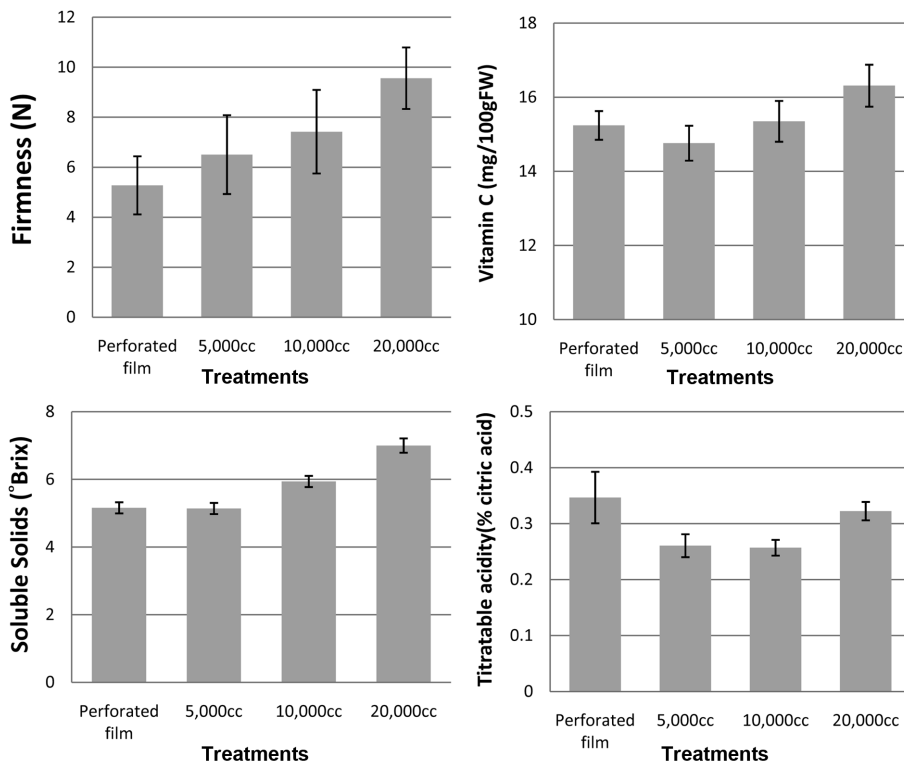 Firmness (N)
12
10
8
6
4
2
0
Perforated
film
5,000cc
10,000cc
20,000cc
Treatments
Vitamin C (mg/100gFW)
18
16
14
12
10
Perforated
film
5,000cc
10,000cc
20,000cc
Treatments
Soluble Solids (°Brix)
8
6
4
2
0
Perforated
film
5,000cc
10,000cc
20,000cc
Treatments
Titratable acidity(% citric acid)
0.5
0.4
0.3
0.2
0.1
0
Perforated
film
5,000cc
10,000cc
20,000cc
Treatments